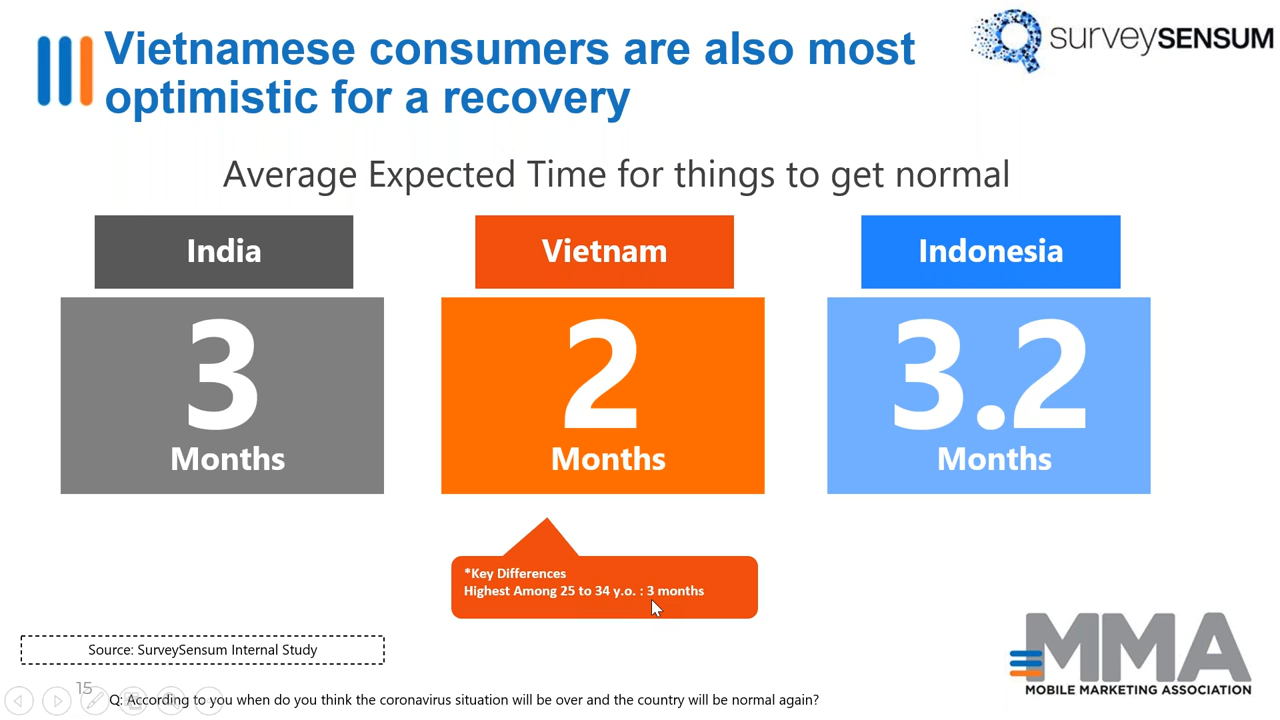 Vietnamese consumers are also most
optimistic for a recovery
surveySENSUM
Average Expected Time for things to get normal
India
3
Months
Vietnam
2
Months
Indonesia
3.2
Months
*Key Differences
Highest Among 25 to 34 y.o. : 3 months
Source: SurveySensum Internal Study
MMA
MOBILE MARKETING ASSOCIATION
15
Q: According to you when do you think the coronavirus situation will be over and the country will be normal again?